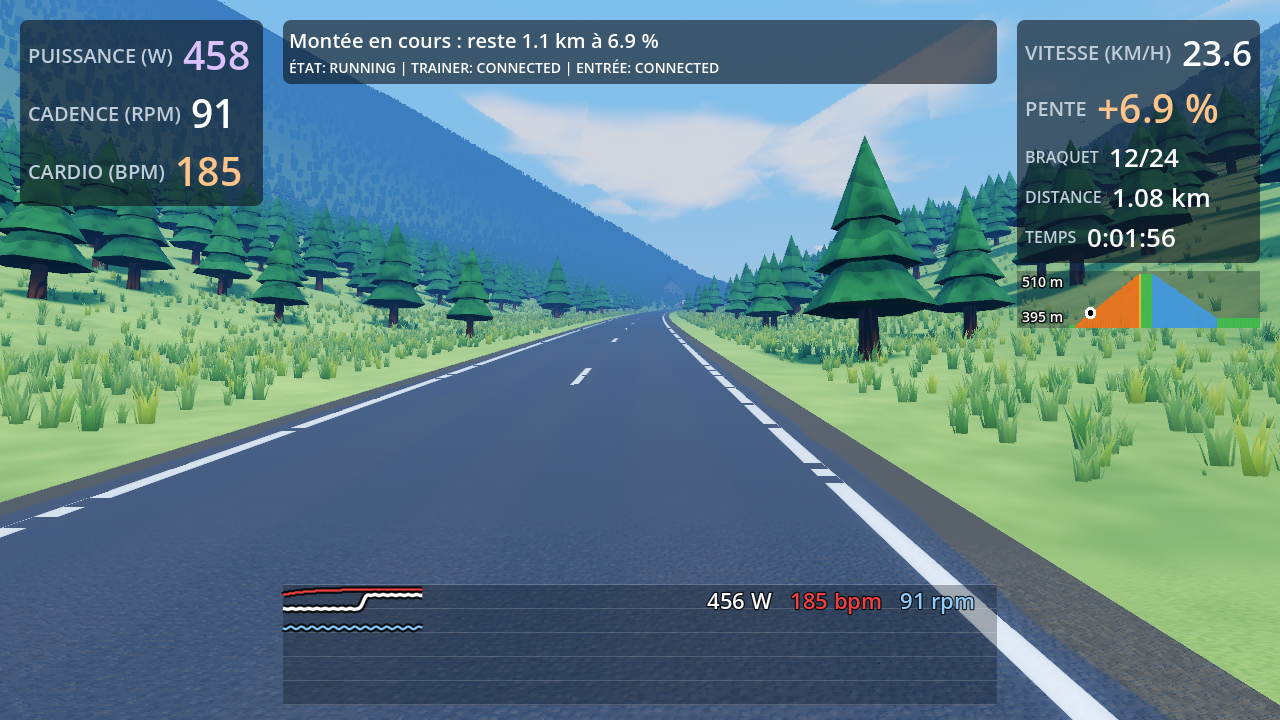 PUISSANCE (W) 458
CADENCE (RPM) 91
CARDIO (BPM) 185
Montée en cours : reste 1.1 km à 6.9 %
ÉTAT: RUNNING | TRAINER: CONNECTED | ENTRÉE: CONNECTED
VITESSE (KM/H) 23.6
PENTE +6.9 %
BRAQUET 12/24
DISTANCE 1.08 km
TEMPS 0:01:56
510 m
395 m
456 W 185 bpm 91 rpm